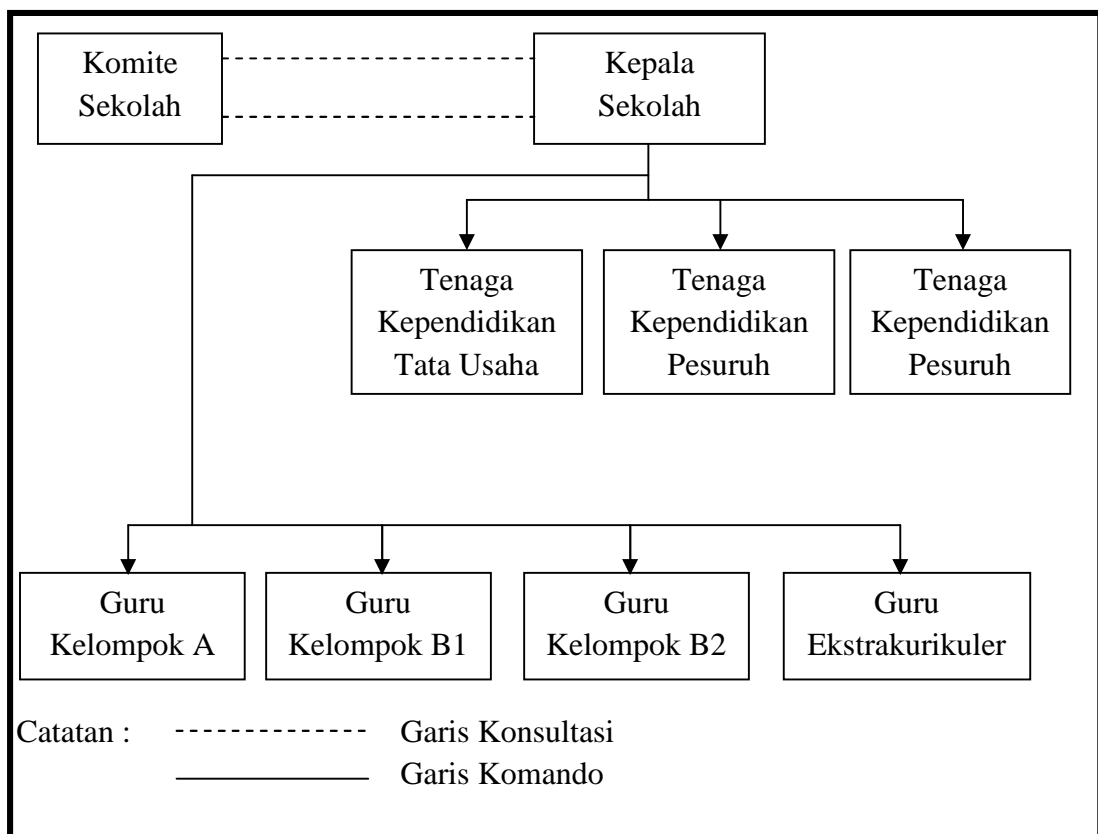 Komite
Sekolah
Kepala
Sekolah
Tenaga
Kependidikan
Tata Usaha
Tenaga
Kependidikan
Pesuruh
Tenaga
Kependidikan
Pesuruh
Guru
Kelompok A
Guru
Kelompok B1
Guru
Kelompok B2
Guru
Ekstrakurikuler
Catatan : Garis Konsultasi
Garis Komando